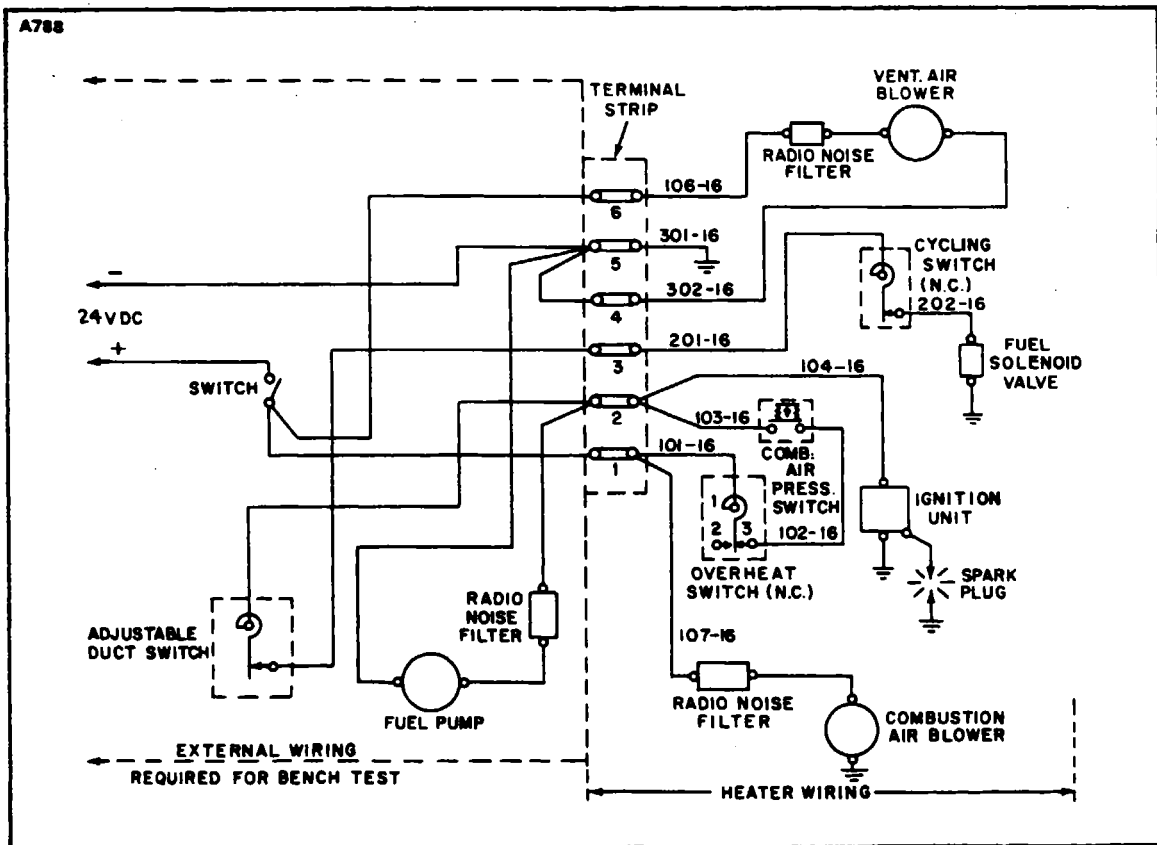 A788
TERMINAL
STRIP
VENT. AIR
BLOWER
RADIO NOISE
FILTER
106-16
6
301-16
5
302-16
4
CYCLING
SWITCH
(N.C.)
202-16
-
24VDC
+
201-16
3
FUEL
SOLENOID
VALVE
SWITCH
104-16
2
103-16
COMB.
AIR
PRESS.
SWITCH
101-16
1
1
2
3
102-16
IGNITION
UNIT
OVERHEAT
SWITCH (N.C.)
SPARK
PLUG
RADIO
NOISE
FILTER
ADJUSTABLE
DUCT SWITCH
107-16
FUEL PUMP
RADIO NOISE
FILTER
COMBUSTION
AIR BLOWER
EXTERNAL WIRING
REQUIRED FOR BENCH TEST
HEATER WIRING